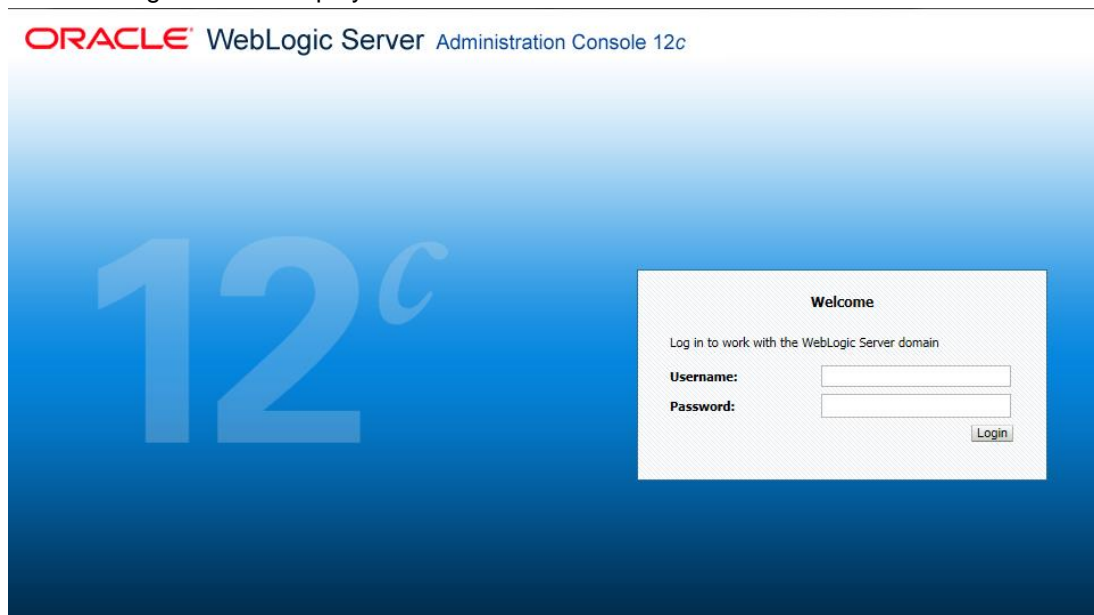 ORACLE WebLogic Server Administration Console 12c
12c
Welcome
Log in to work with the WebLogic Server domain
Username:
Password:
Login